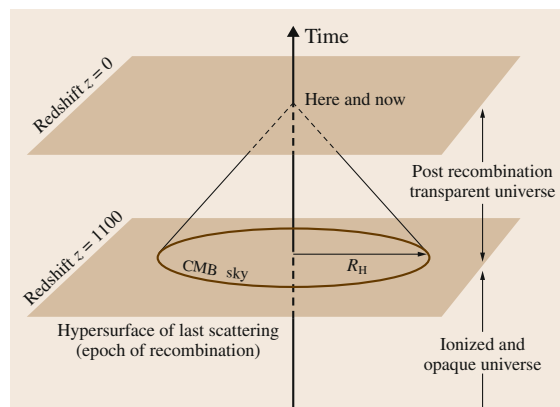 Time
Redshift z = 0
Here and now
Post recombination
transparent universe
Redshift z = 1100
CMB sky
R_H
Hypersurface of last scattering
(epoch of recombination)
Ionized and
opaque universe